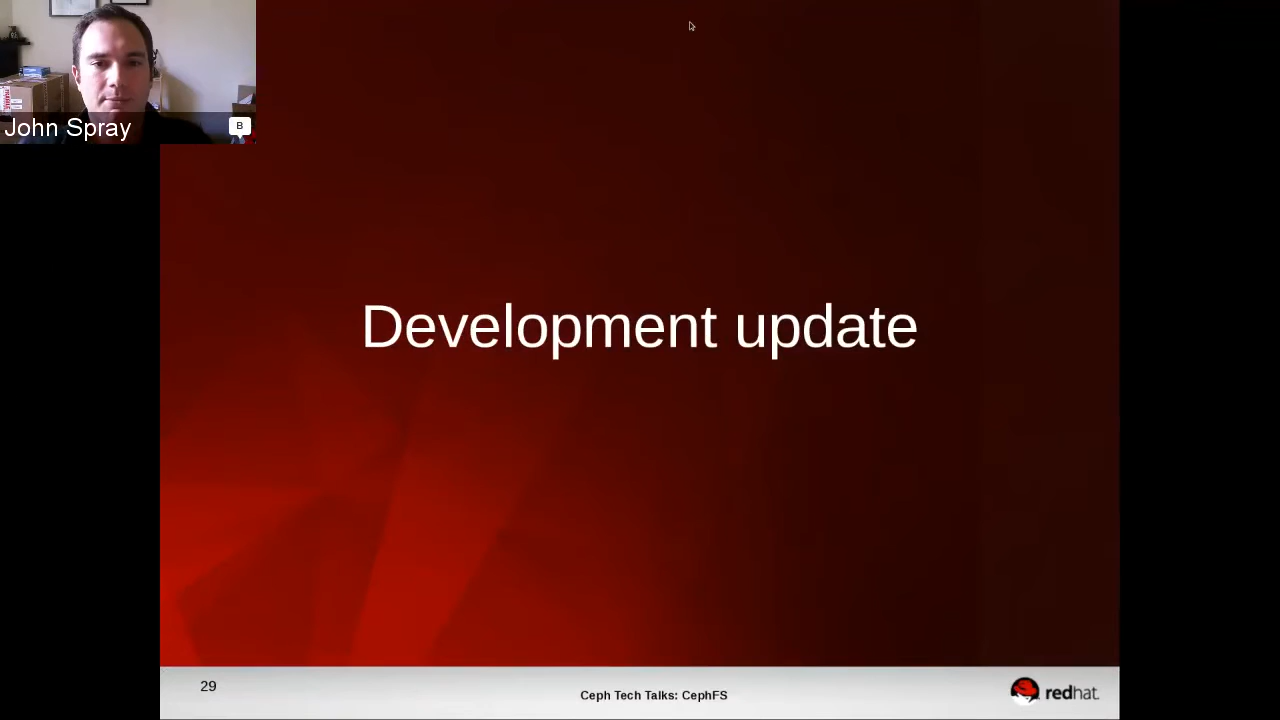 John Spray
B
Development update
29
Ceph Tech Talks: CephFS
redhat.